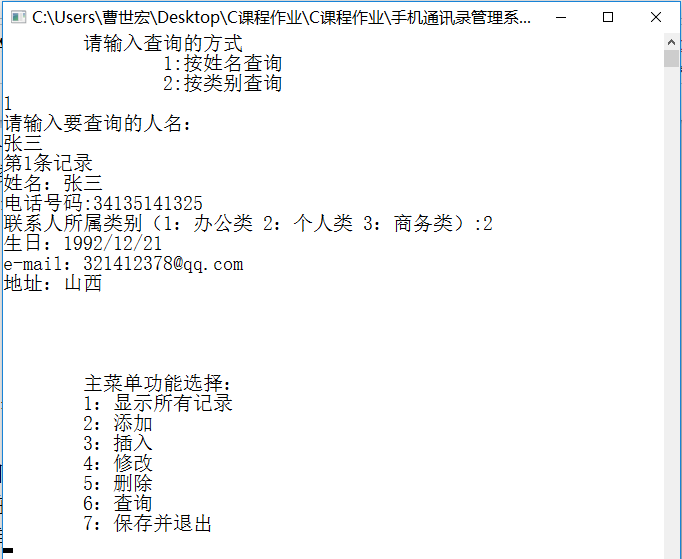 C:\Users\曹世宏\Desktop\C课程作业\C课程作业\手机通讯录管理系...
请输入查询的方式
1:按姓名查询
2:按类别查询
1
请输入要查询的人名：
张三
第1条记录
姓名：张三
电话号码:34135141325
联系人所属类别（1：办公类 2：个人类 3：商务类）:2
生日：1992/12/21
e-mail：321412378@qq.com
地址：山西
主菜单功能选择：
1：显示所有记录
2：添加
3：插入
4：修改
5：删除
6：查询
7：保存并退出